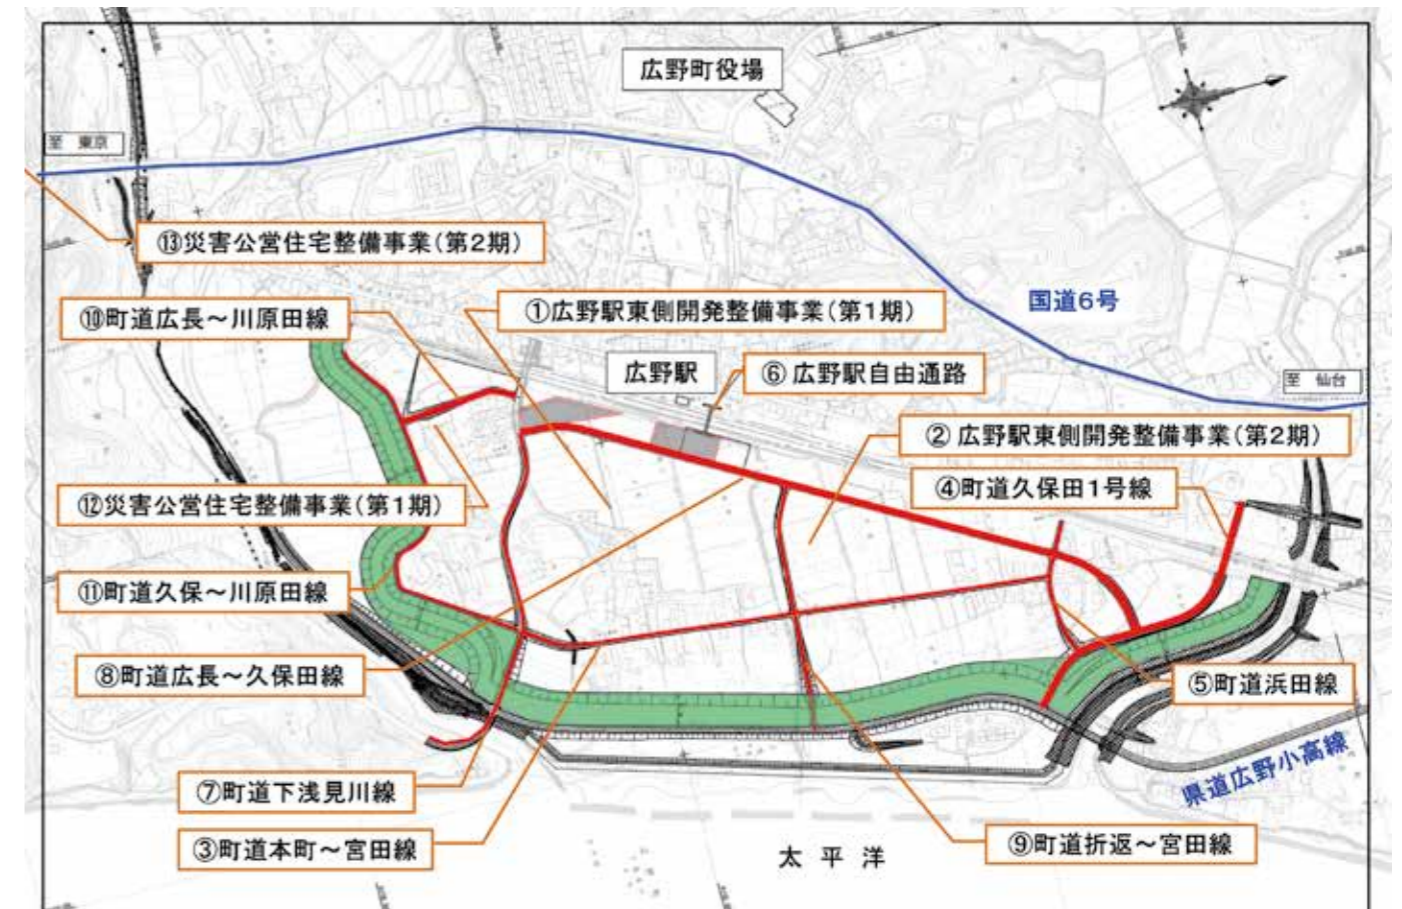 広野町役場
至 東京
⑬災害公営住宅整備事業(第2期)
⑩町道広長～川原田線
①広野駅東側開発整備事業(第1期)
国道6号
広野駅
⑥広野駅自由通路
至 仙台
②広野駅東側開発整備事業(第2期)
④町道久保田1号線
⑫災害公営住宅整備事業(第1期)
⑪町道久保～川原田線
⑧町道広長～久保田線
⑤町道浜田線
県道広野小高線
⑦町道下浅見川線
③町道本町～宮田線
太平洋
⑨町道折返～宮田線